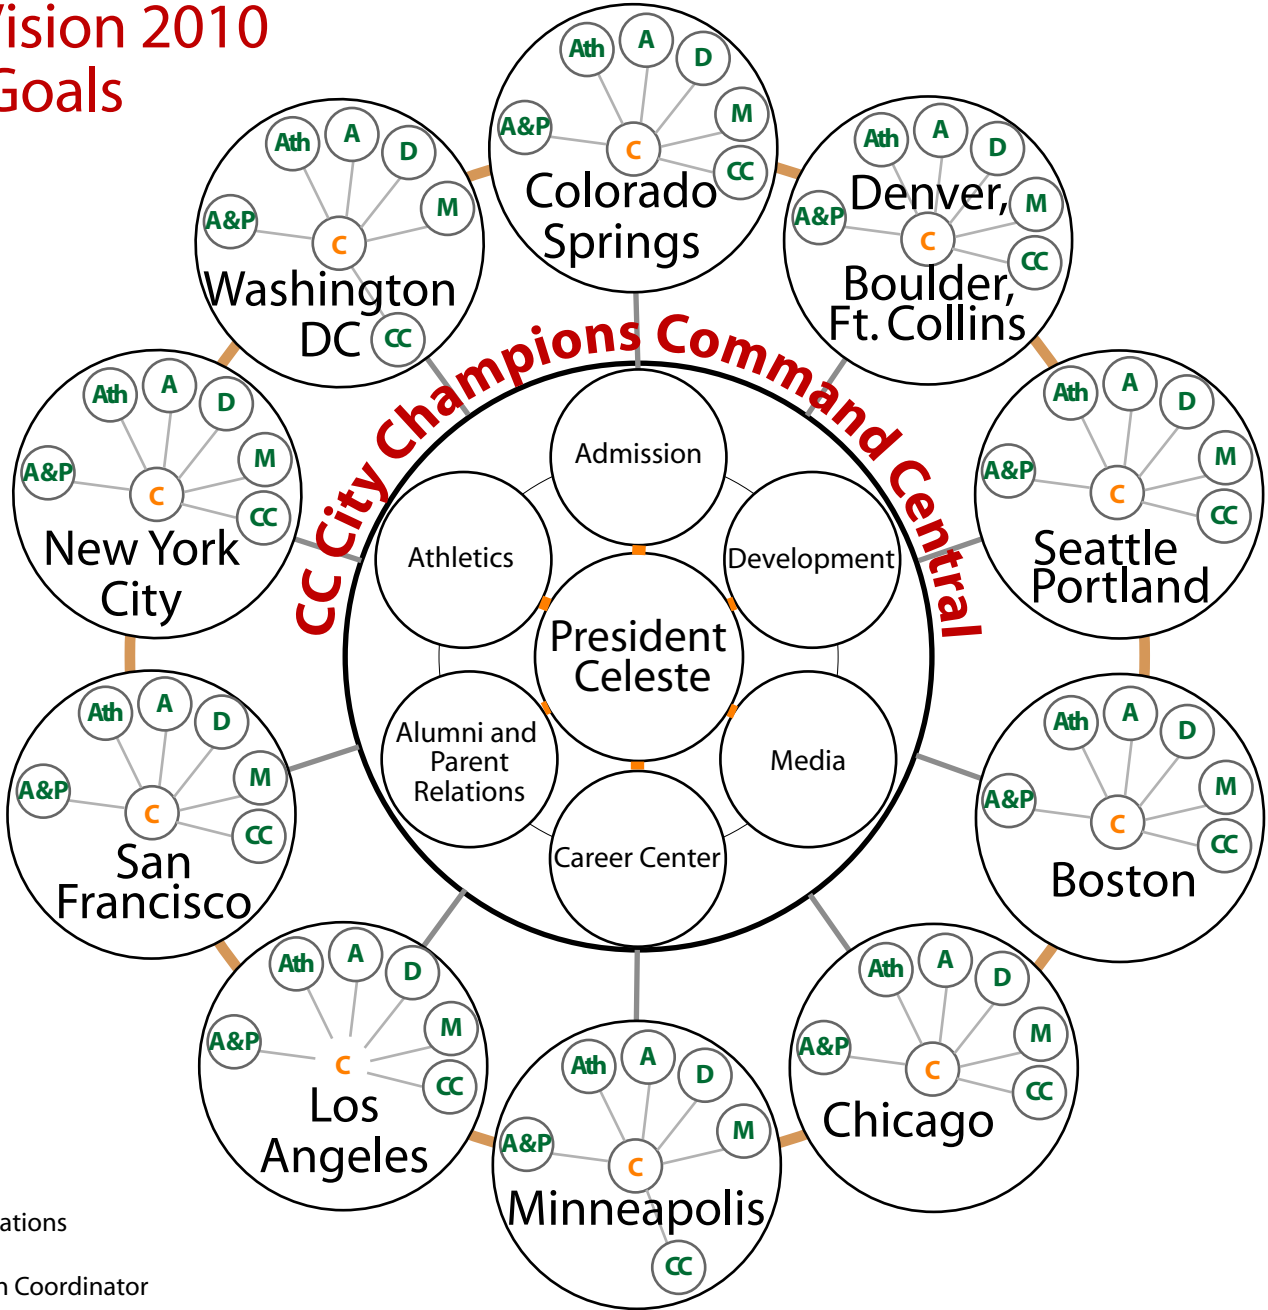 Vision 2010
Goals
Ath
A
D
A&P
M
C
CC
Colorado
Springs
Ath
A
D
A&P
M
C
CC
Washington
DC
Ath
A
D
Denver,
A&P
M
C
CC
Boulder,
Ft. Collins
CC City Champions Command Central
Ath
A
D
A&P
M
C
CC
New York
City
Ath
A
D
A&P
M
C
CC
Seattle
Portland
Admission
Athletics
Development
President
Celeste
Alumni and
Parent
Relations
Media
Career Center
Ath
A
D
A&P
M
C
CC
San
Francisco
Ath
A
D
A&P
M
C
CC
Boston
Ath
A
D
A&P
M
C
CC
Los
Angeles
Ath
A
D
A&P
M
C
CC
Chicago
Ath
A
D
A&P
M
C
Minneapolis
CC
ations
n Coordinator